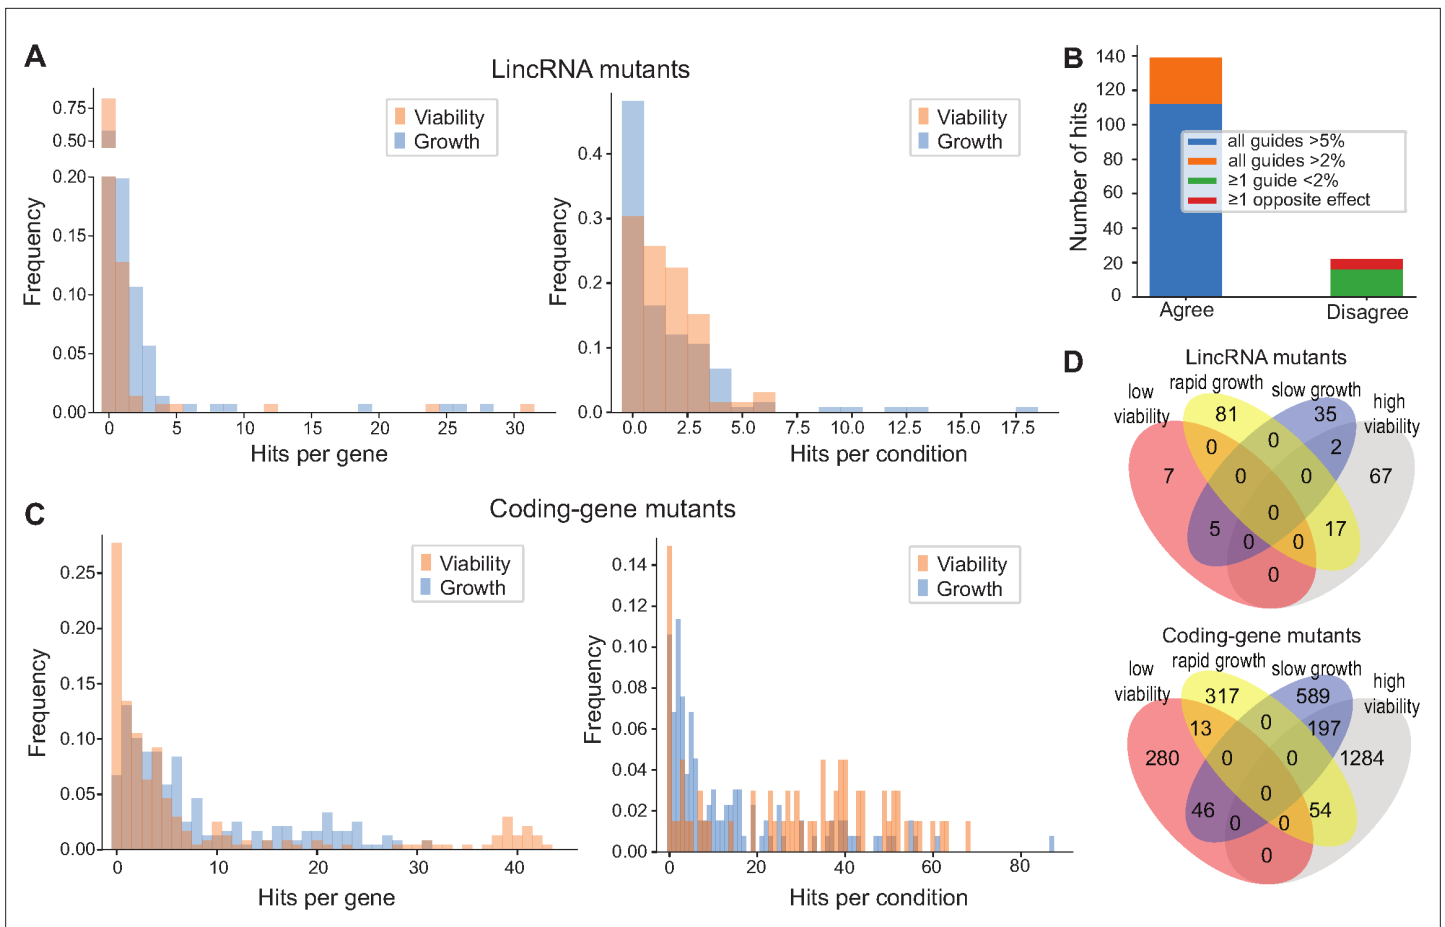 A
LincRNA mutants
Viability
Growth
0.75
0.50
0.20
0.15
0.10
0.05
0.00
Frequency
0 5 10 15 20 25 30
Hits per gene
Viability
Growth
0.4
0.3
0.2
0.1
0.0
Frequency
0.0 2.5 5.0 7.5 10.0 12.5 15.0 17.5
Hits per condition
B
140
120
100
80
60
40
20
0
Number of hits
all guides >5%
all guides >2%
≥1 guide <2%
≥1 opposite effect
Agree Disagree
C
Coding-gene mutants
Viability
Growth
0.25
0.20
0.15
0.10
0.05
0.00
Frequency
0 10 20 30 40
Hits per gene
Viability
Growth
0.14
0.12
0.10
0.08
0.06
0.04
0.02
0.00
Frequency
0 20 40 60 80
Hits per condition
D
LincRNA mutants
low viability
rapid growth
slow growth
high viability
81 35
0 0 2
7 0 0 67
0
5 0 0 17
0
Coding-gene mutants
low viability
rapid growth
slow growth
high viability
317 589
13 0 197
280 0 0 1284
0
46 0 0 54
0